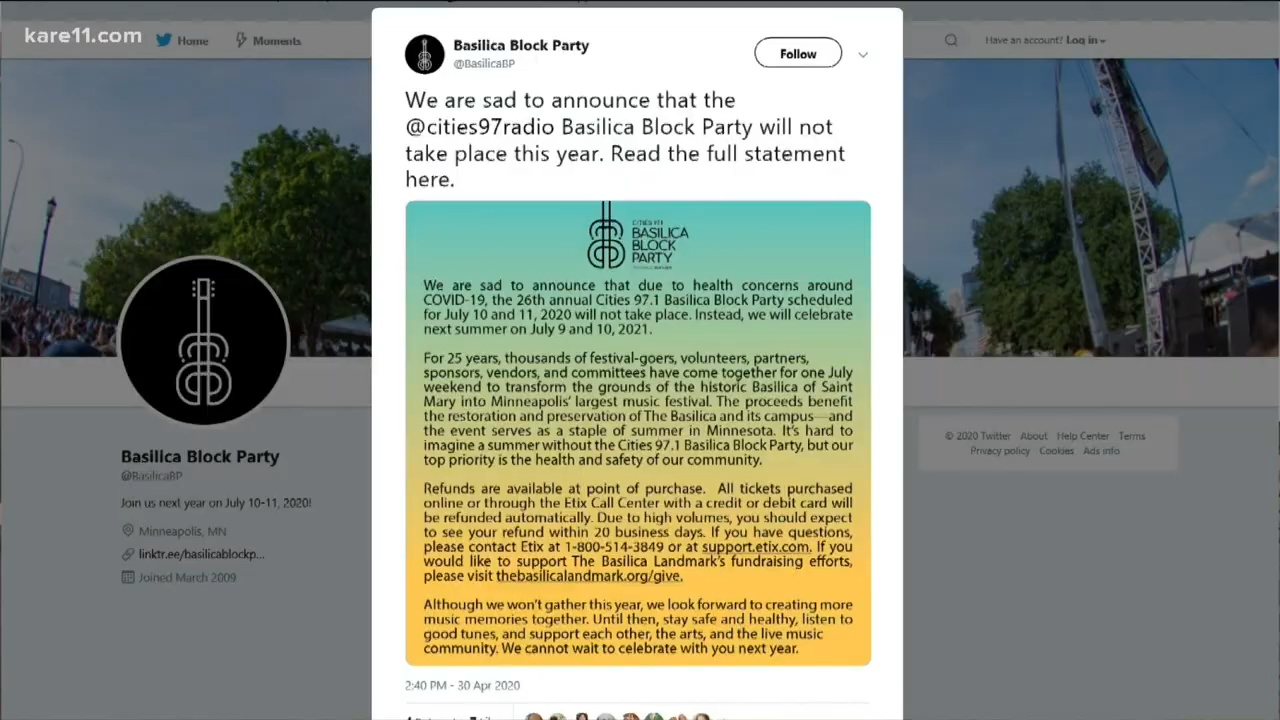 kare11.com
Home
Moments
Have an account? Log in
Basilica Block Party
@BasilicaBP
Follow
We are sad to announce that the
@cities97radio Basilica Block Party will not
take place this year. Read the full statement
here.
CITIES 97.1
BASILICA
BLOCK
PARTY
We are sad to announce that due to health concerns around
COVID-19, the 26th annual Cities 97.1 Basilica Block Party scheduled
for July 10 and 11, 2020 will not take place. Instead, we will celebrate
next summer on July 9 and 10, 2021.
For 25 years, thousands of festival-goers, volunteers, partners,
sponsors, vendors, and committees have come together for one July
weekend to transform the grounds of the historic Basilica of Saint
Mary into Minneapolis' largest music festival. The proceeds benefit
the restoration and preservation of The Basilica and its campus—and
the event serves as a staple of summer in Minnesota. It's hard to
imagine a summer without the Cities 97.1 Basilica Block Party, but our
top priority is the health and safety of our community.
Refunds are available at point of purchase. All tickets purchased
online or through the Etix Call Center with a credit or debit card will
be refunded automatically. Due to high volumes, you should expect
to see your refund within 20 business days. If you have questions,
please contact Etix at 1-800-514-3849 or at support.etix.com. If you
would like to support The Basilica Landmark's fundraising efforts,
please visit thebasilicalandmark.org/give.
Although we won't gather this year, we look forward to creating more
music memories together. Until then, stay safe and healthy, listen to
good tunes, and support each other, the arts, and the live music
community. We cannot wait to celebrate with you next year.
2:40 PM - 30 Apr 2020
Basilica Block Party
@BasilicaBP
Join us next year on July 10-11, 2020!
Minneapolis, MN
linktr.ee/basilicablockp...
Joined March 2009
© 2020 Twitter About Help Center Terms
Privacy policy Cookies Ads info